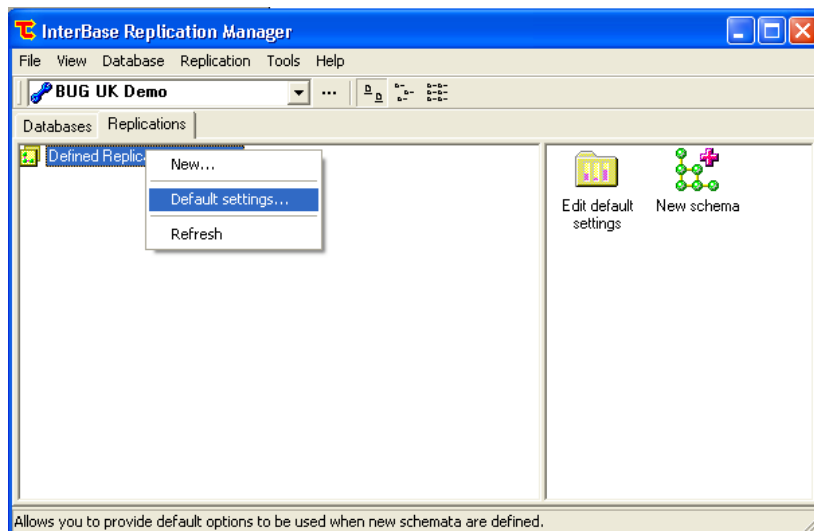 InterBase Replication Manager
File View Database Replication Tools Help
BUG UK Demo ...
Databases Replications
Defined Replic
New...
Default settings...
Refresh
Edit default settings
New schema
Allows you to provide default options to be used when new schemata are defined.